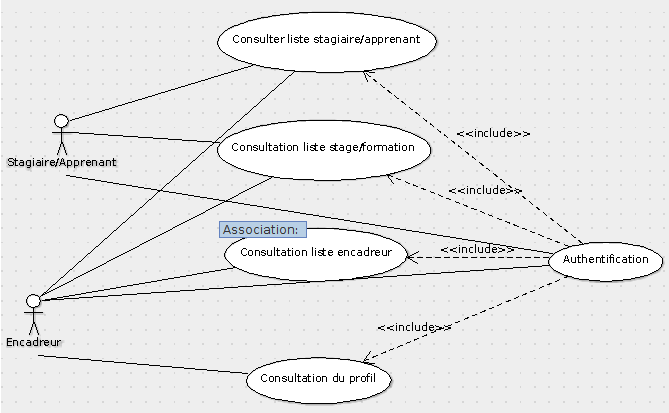 Consulter liste stagiaire/apprenant
<<include>>
Consultation liste stage/formation
Stagiaire/Apprenant
<<include>>
Association:
Consultation liste encadreur
<<include>>
Authentification
<<include>>
Encadreur
Consultation du profil